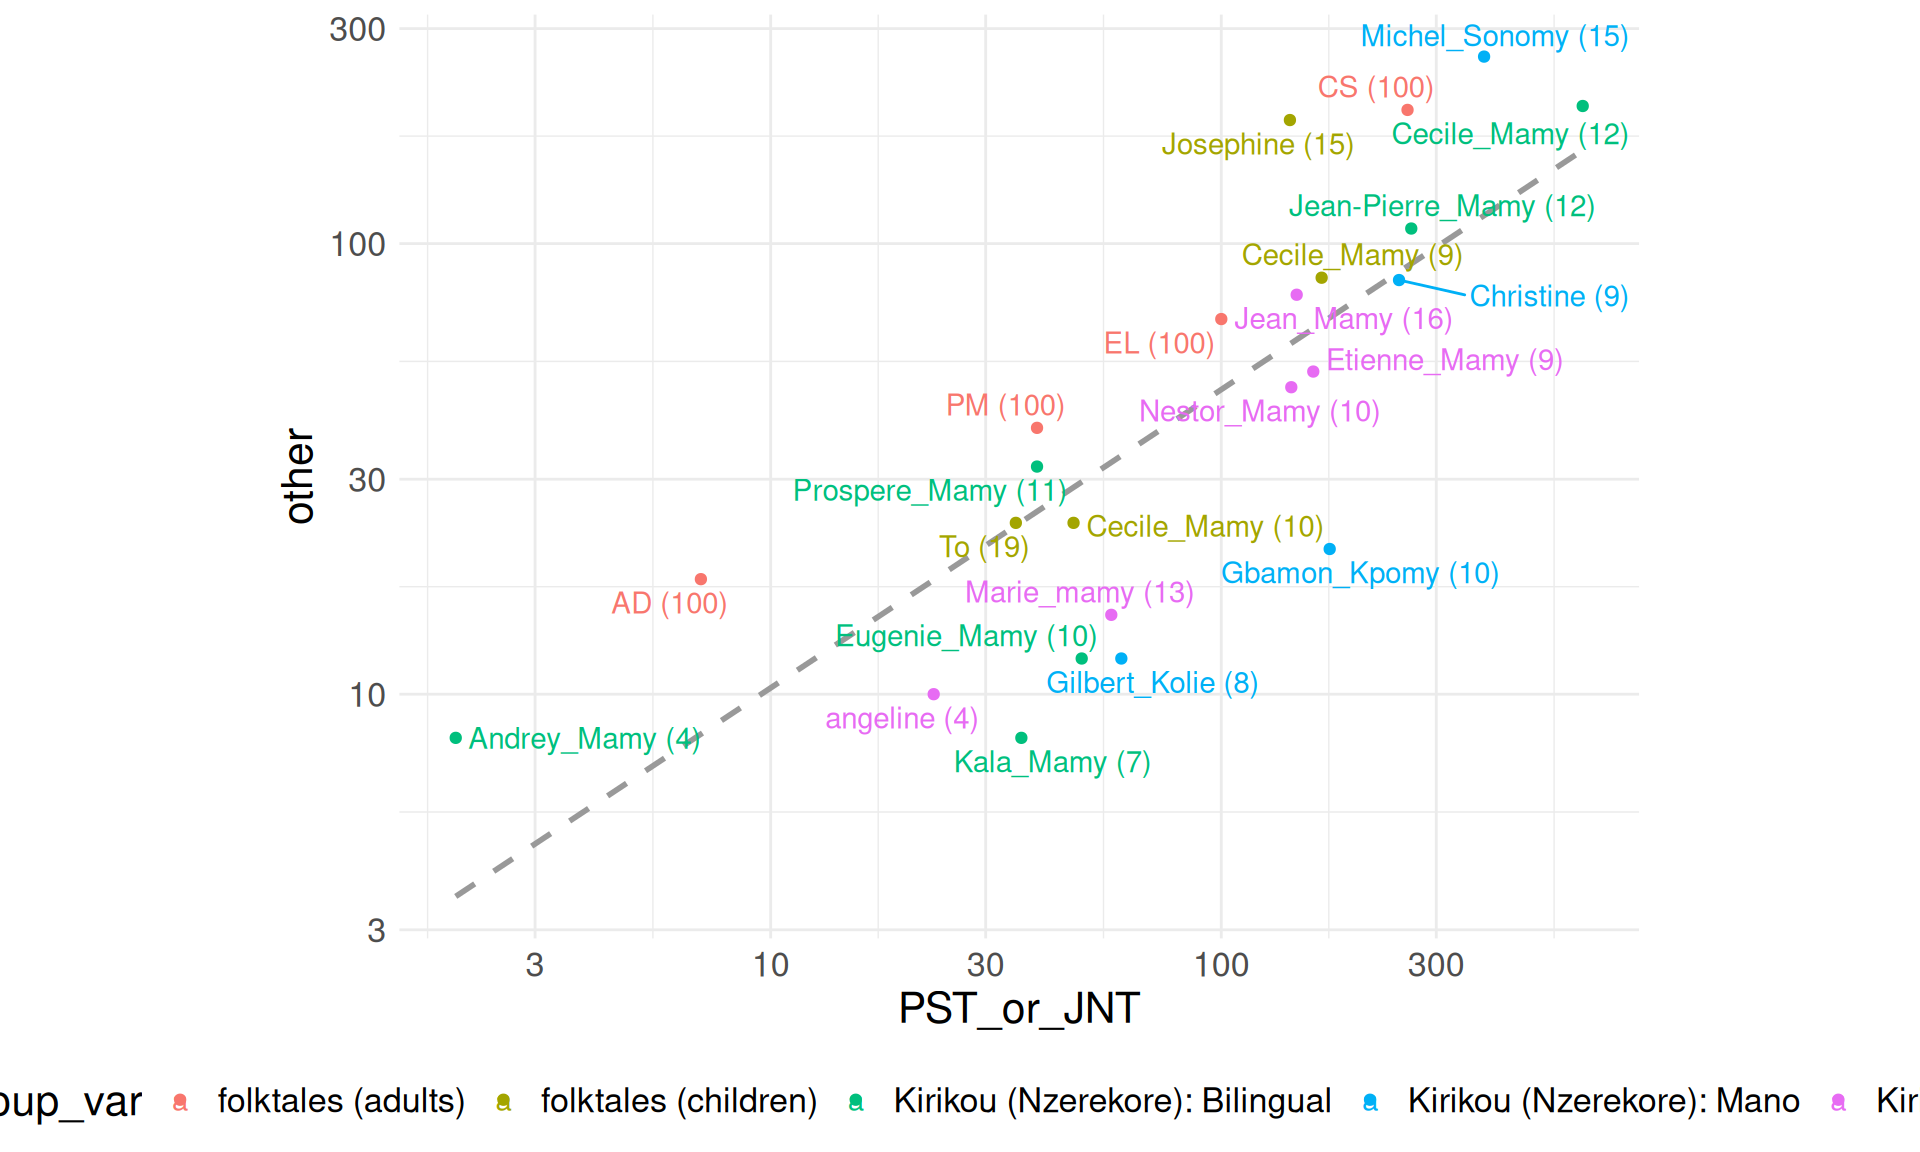 300
Michel_Sonomy (15)
CS (100)
Cecile_Mamy (12)
Josephine (15)
Jean-Pierre_Mamy (12)
100
Cecile_Mamy (9)
Christine (9)
Jean_Mamy (16)
EL (100)
Etienne_Mamy (9)
Nestor_Mamy (10)
PM (100)
other
30
Prospere_Mamy (11)
Cecile_Mamy (10)
To (19)
Gbamon_Kpomy (10)
Marie_mamy (13)
AD (100)
Eugenie_Mamy (10)
Gilbert_Kolie (8)
10
angeline (4)
Andrey_Mamy (4)
Kala_Mamy (7)
3
3 10 30 100 300
PST_or_JNT
oup_var a folktales (adults) a folktales (children) a Kirikou (Nzerekore): Bilingual a Kirikou (Nzerekore): Mano a Kir